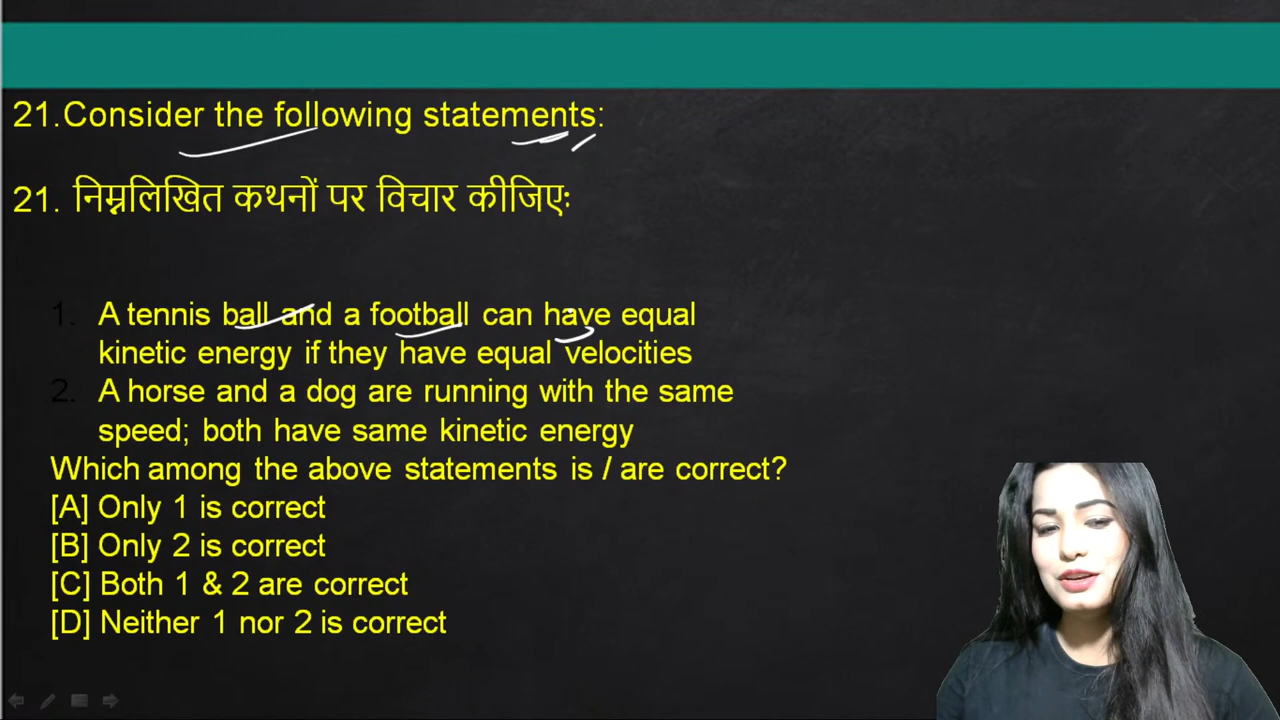 21.Consider the following statements:
21. निम्नलिखित कथनों पर विचार कीजिएः
1. A tennis ball and a football can have equal
kinetic energy if they have equal velocities
2. A horse and a dog are running with the same
speed; both have same kinetic energy
Which among the above statements is / are correct?
[A] Only 1 is correct
[B] Only 2 is correct
[C] Both 1 & 2 are correct
[D] Neither 1 nor 2 is correct